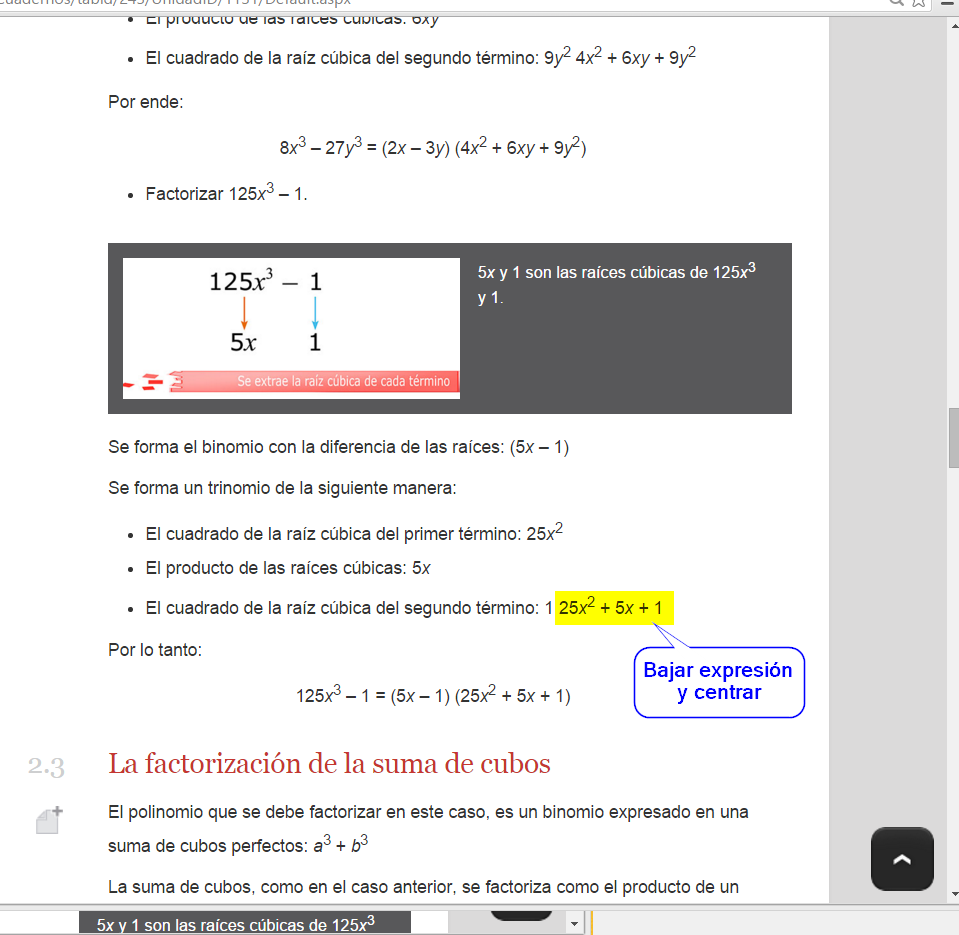 cuadernos/tabid/243/UnidadID/1151/Default.aspx
El producto de las raíces cúbicas: 6xy
El cuadrado de la raíz cúbica del segundo término: 9y² 4x² + 6xy + 9y²
Por ende:
8x³ – 27y³ = (2x – 3y) (4x² + 6xy + 9y²)
Factorizar 125x³ – 1.
125x³ – 1
5x 1
Se extrae la raíz cúbica de cada término
5x y 1 son las raíces cúbicas de 125x³
y 1.
Se forma el binomio con la diferencia de las raíces: (5x – 1)
Se forma un trinomio de la siguiente manera:
El cuadrado de la raíz cúbica del primer término: 25x²
El producto de las raíces cúbicas: 5x
El cuadrado de la raíz cúbica del segundo término: 1 25x² + 5x + 1
Bajar expresión
y centrar
Por lo tanto:
125x³ – 1 = (5x – 1) (25x² + 5x + 1)
2.3 La factorización de la suma de cubos
El polinomio que se debe factorizar en este caso, es un binomio expresado en una
suma de cubos perfectos: a³ + b³
La suma de cubos, como en el caso anterior, se factoriza como el producto de un
5x y 1 son las raíces cúbicas de 125x³